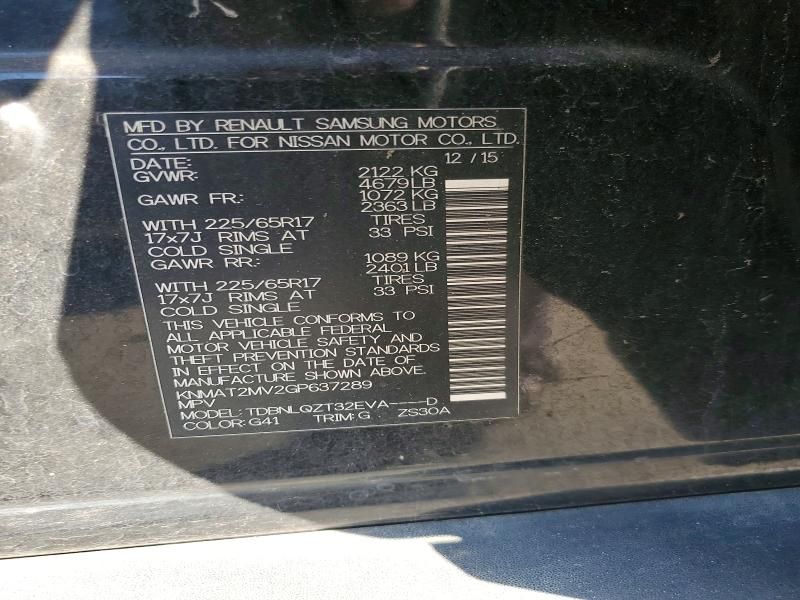 MFD BY RENAULT SAMSUNG MOTORS
CO., LTD. FOR NISSAN MOTOR CO., LTD.
DATE: 12 / 15
GVWR: 2122 KG
4679 LB
GAWR FR: 1072 KG
2363 LB
WITH 225/65R17 TIRES
17x7J RIMS AT 33 PSI
COLD SINGLE
GAWR RR: 1089 KG
2401 LB
WITH 225/65R17 TIRES
17x7J RIMS AT 33 PSI
COLD SINGLE
THIS VEHICLE CONFORMS TO
ALL APPLICABLE FEDERAL
MOTOR VEHICLE SAFETY AND
THEFT PREVENTION STANDARDS
IN EFFECT ON THE DATE OF
MANUFACTURE SHOWN ABOVE.
KNMAT2MV2GP637289
MPV
MODEL: TDBNLQZT32EVA----D
COLOR:G41 TRIM:G ZS30A